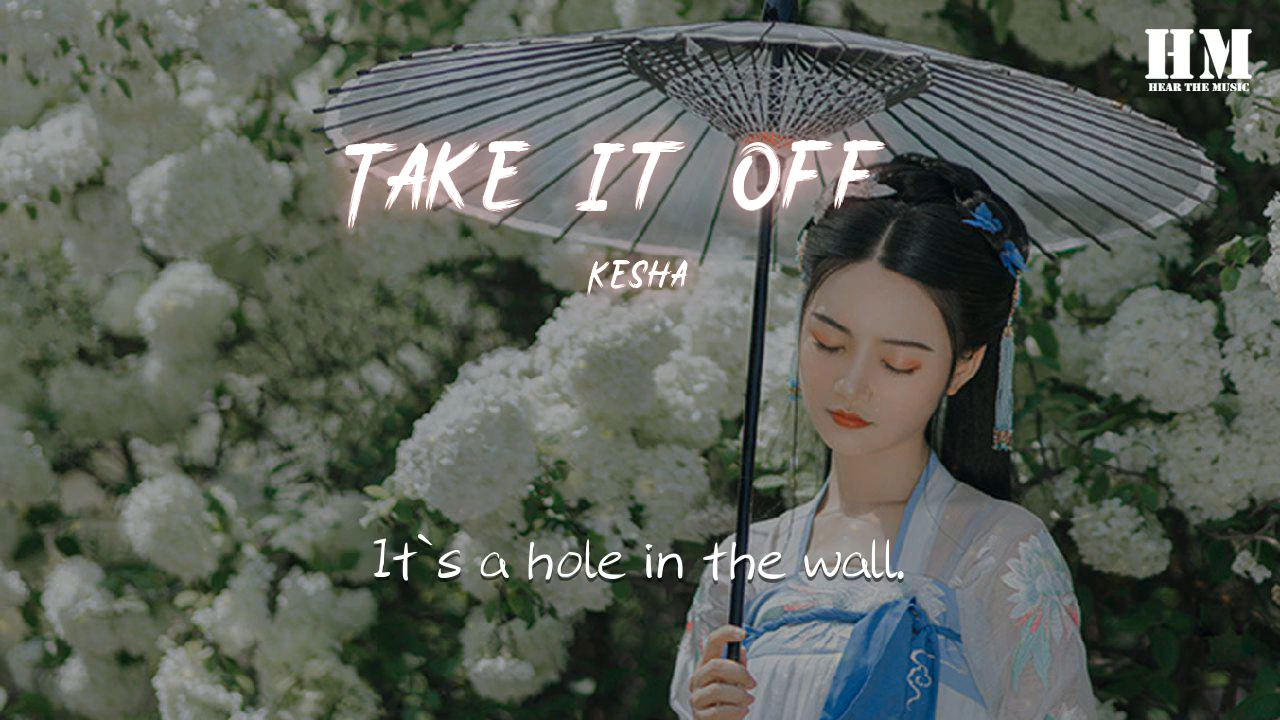 HM
HEAR THE MUSIC
TAKE IT OFF
KESHA
It`s a hole in the wall.